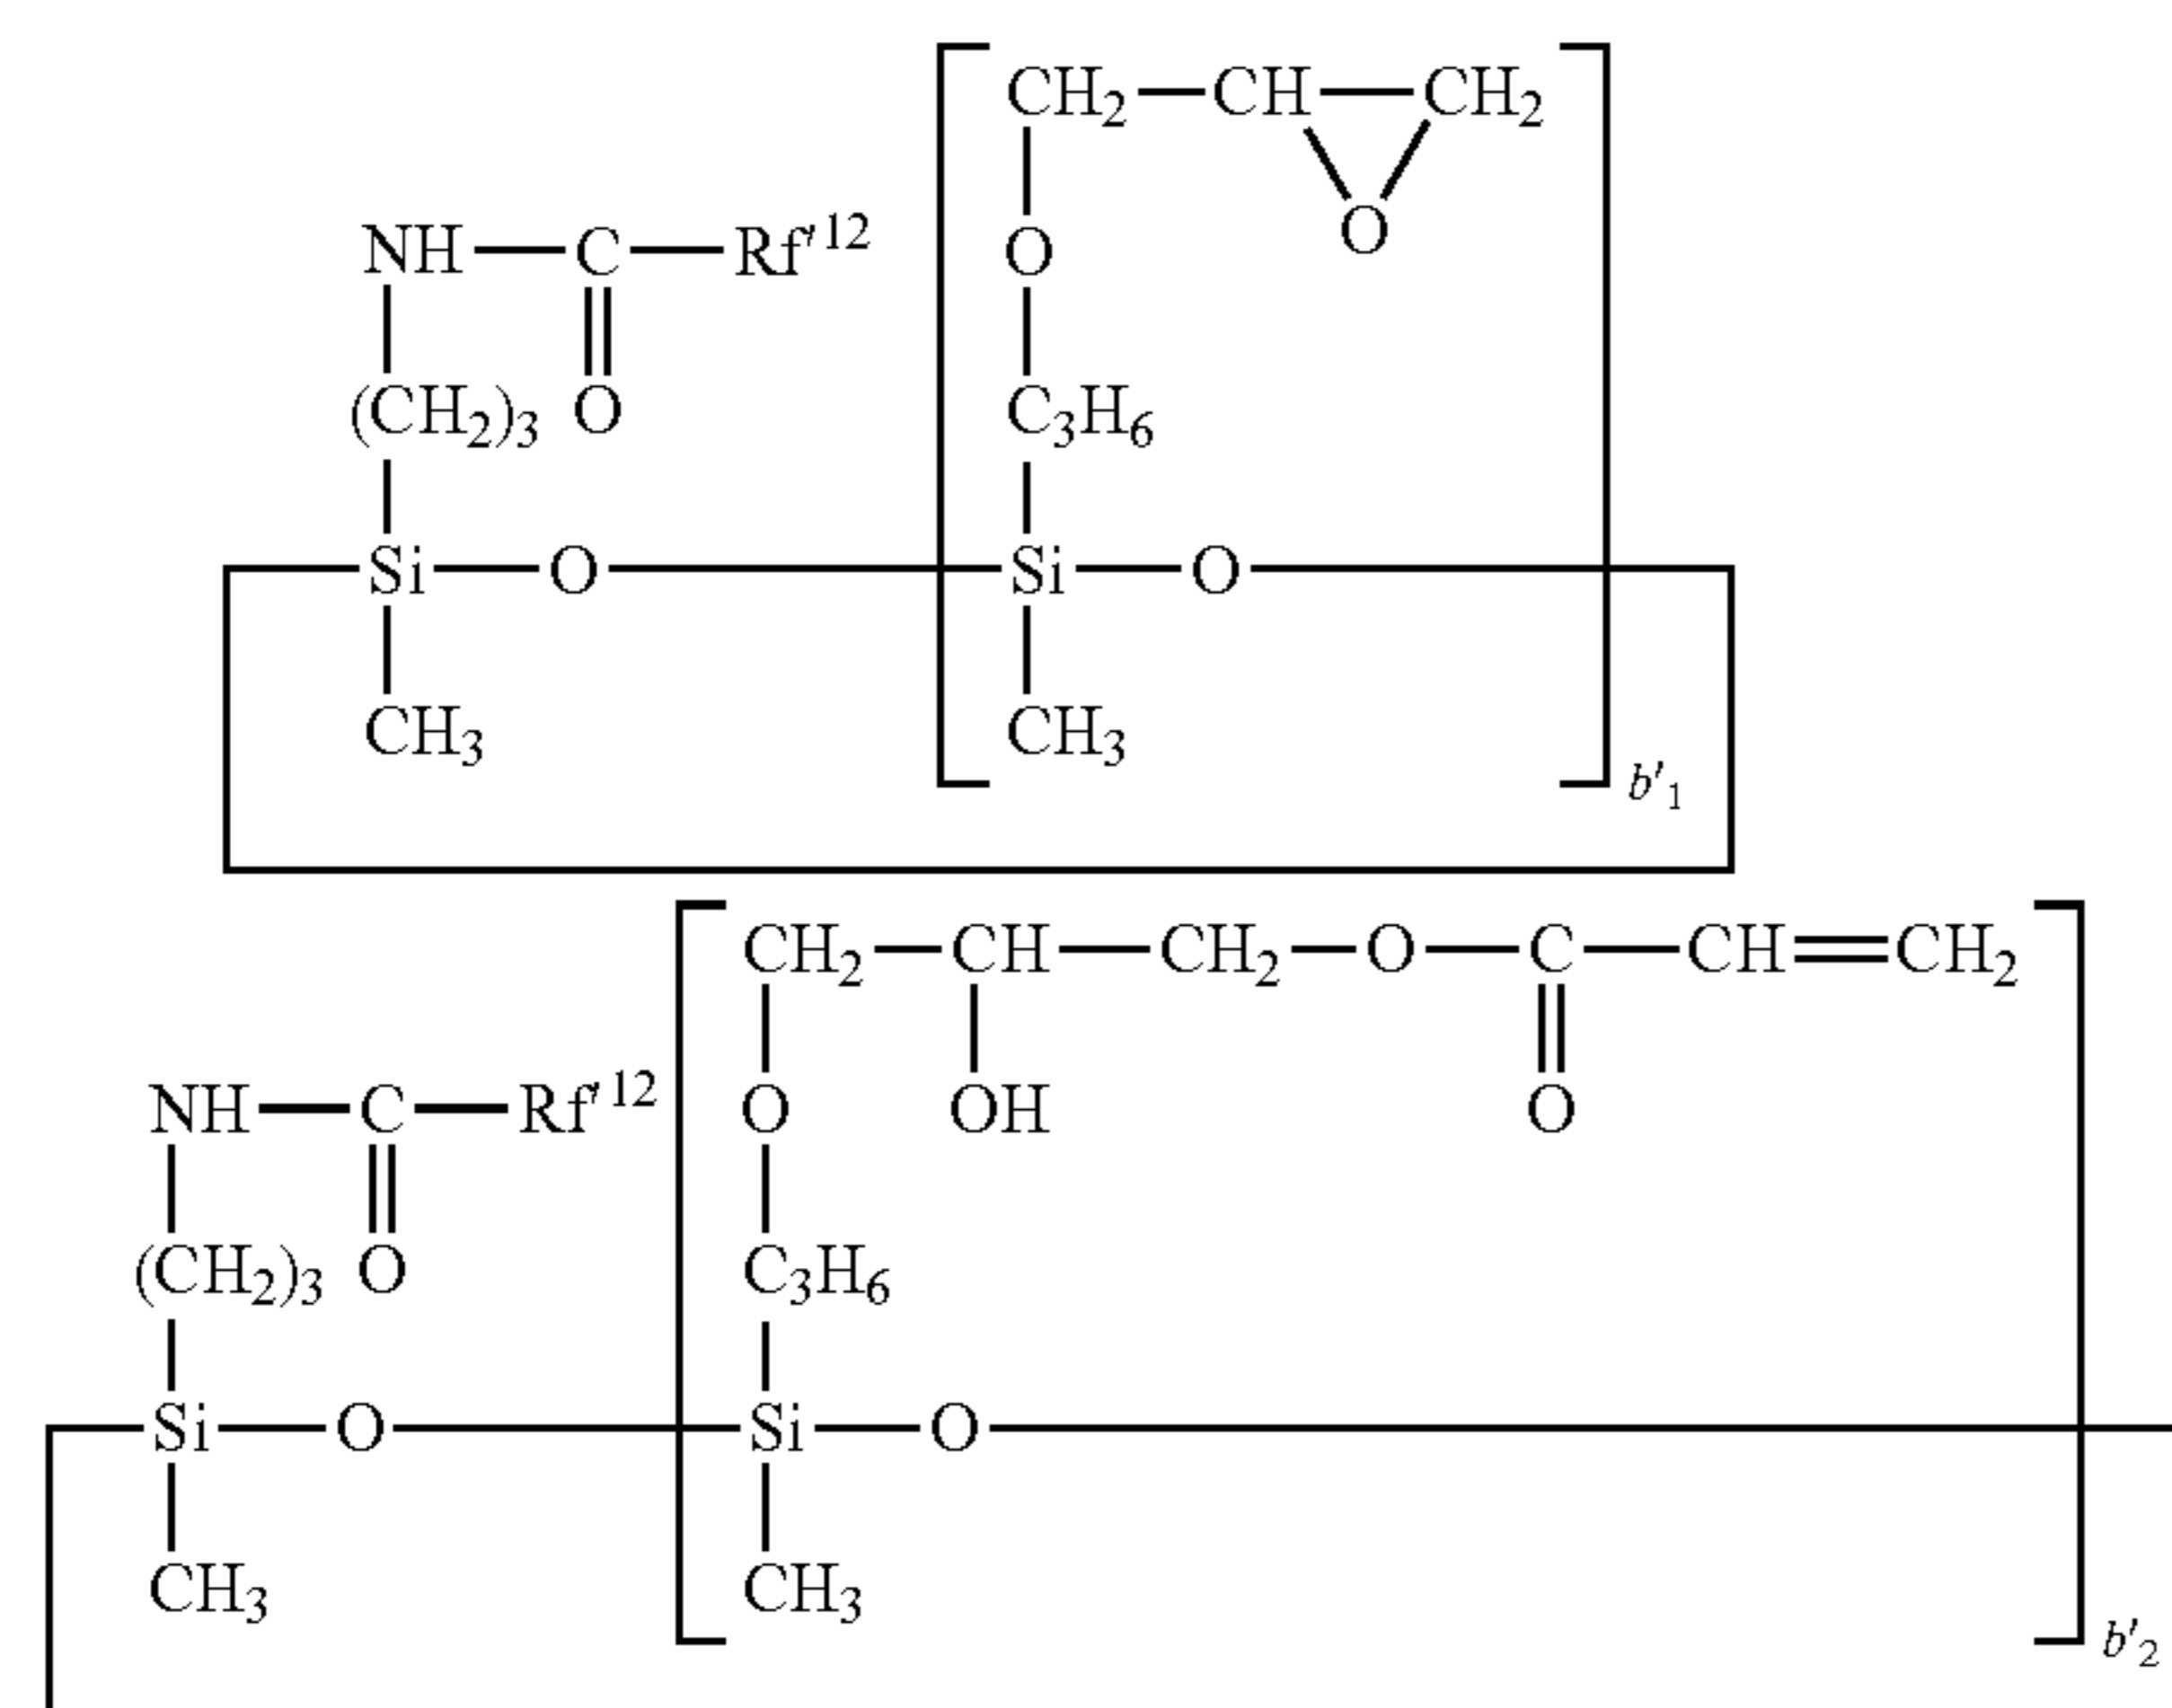 CH₂—CH—CH₂
NH—C—Rf'¹² O O
(CH₂)₃ O C₃H₆
Si—O—Si—O
CH₃ CH₃
b'₁
CH₂—CH—CH₂—O—C—CH=CH₂
NH—C—Rf'¹² O OH O
(CH₂)₃ O C₃H₆
Si—O—Si—O
CH₃ CH₃
b'₂